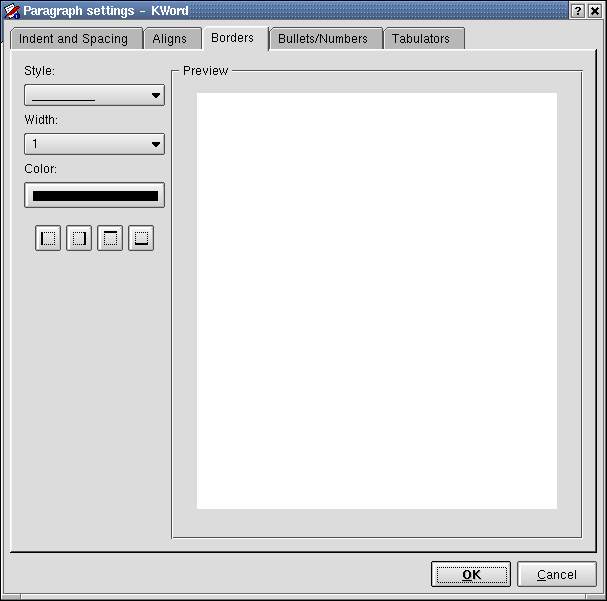 Paragraph settings - KWord
Indent and Spacing Aligns Borders Bullets/Numbers Tabulators
Style:
Preview
Width:
1
Color:
OK Cancel